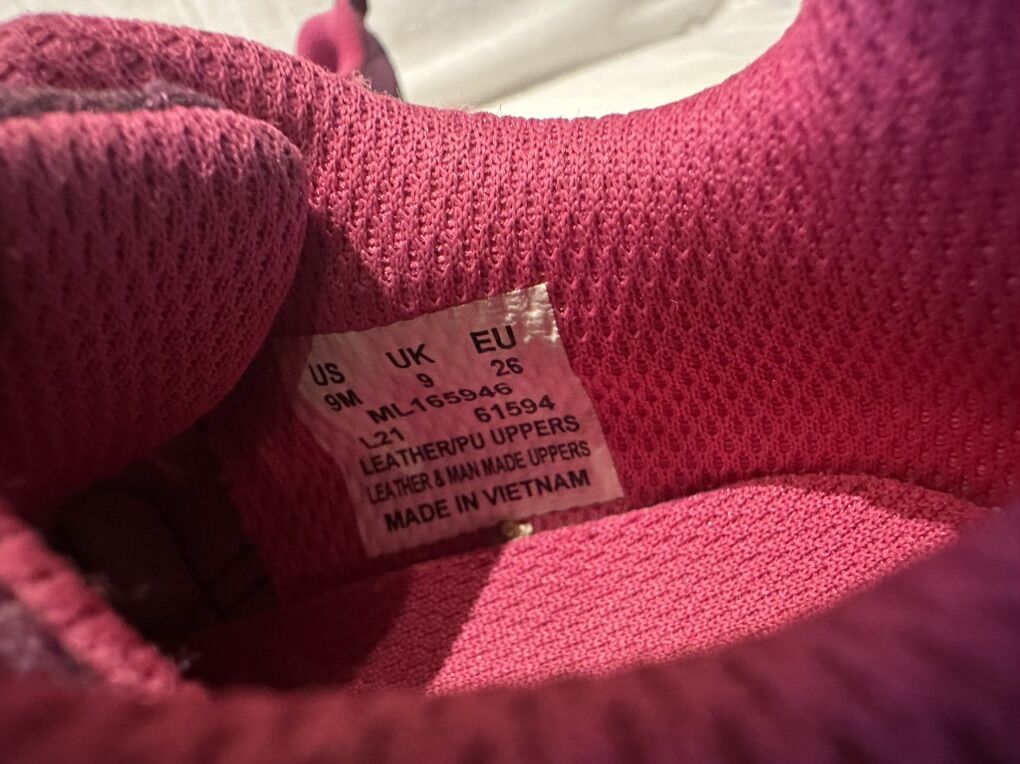 US UK EU
9M 9 26
ML165946
L21 61594
LEATHER/PU UPPERS
LEATHER & MAN MADE UPPERS
MADE IN VIETNAM